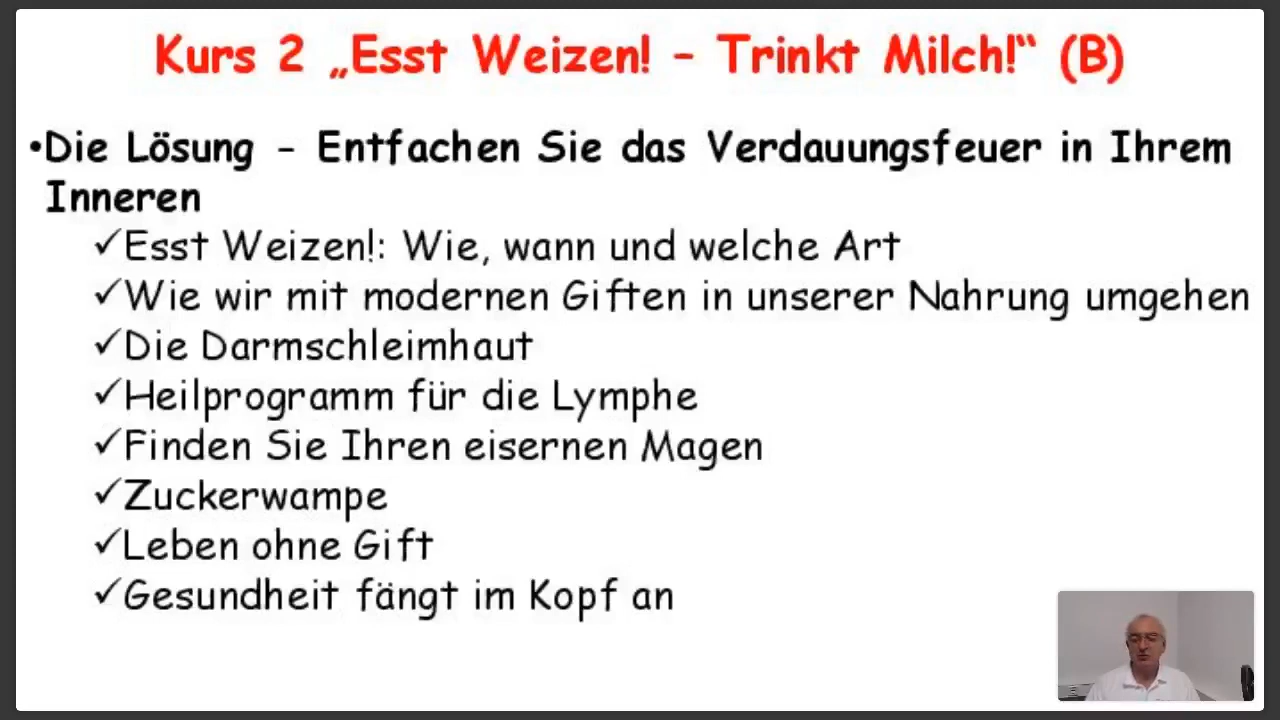 Kurs 2 „Esst Weizen! – Trinkt Milch!“ (B)
•Die Lösung – Entfachen Sie das Verdauungsfeuer in Ihrem
Inneren
✓Esst Weizen!: Wie, wann und welche Art
✓Wie wir mit modernen Giften in unserer Nahrung umgehen
✓Die Darmschleimhaut
✓Heilprogramm für die Lymphe
✓Finden Sie Ihren eisernen Magen
✓Zuckerwampe
✓Leben ohne Gift
✓Gesundheit fängt im Kopf an